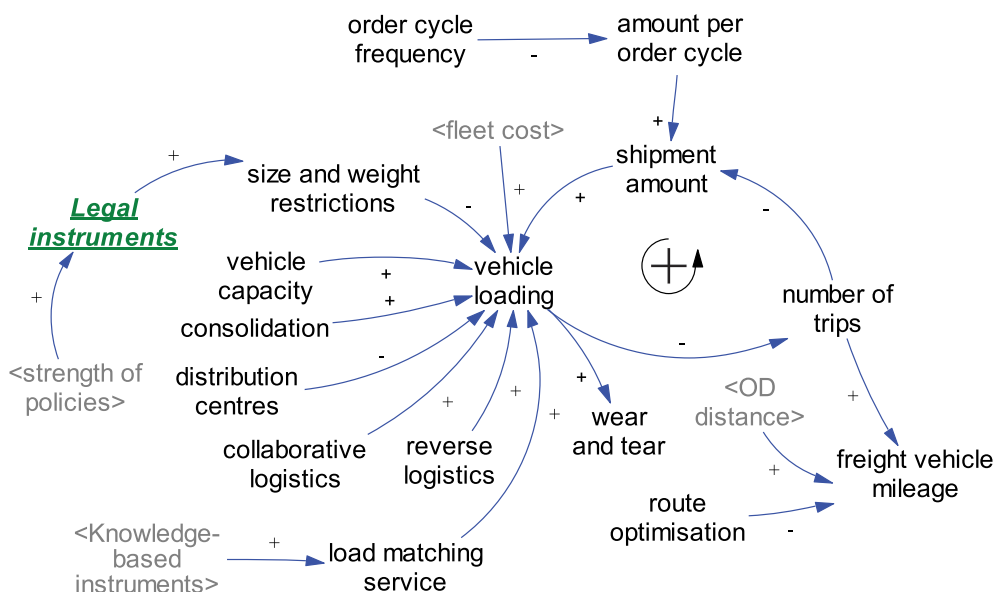 order cycle
frequency
-
amount per
order cycle
+
<fleet cost>
+
shipment
amount
+
-
+
size and weight
restrictions
-
Legal
instruments
+
vehicle
capacity
+
vehicle
loading
+
consolidation
+
number of
trips
-
<strength of
policies>
distribution
centres
-
+
wear
and tear
<OD
distance>
+
+
collaborative
logistics
+
reverse
logistics
+
+
freight vehicle
mileage
+
route
optimisation
-
<Knowledge-
based
instruments>
+
load matching
service